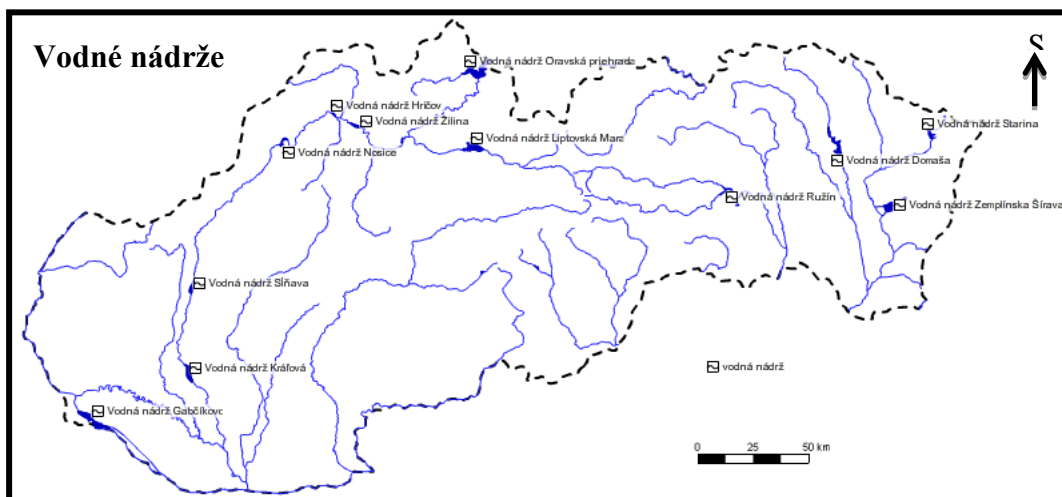 Vodné nádrže
S
Vodná nádrž Oravská priehrada
Vodná nádrž Hričov
Vodná nádrž Žilina
Vodná nádrž Starina
Vodná nádrž Liptovská Mara
Vodná nádrž Nosice
Vodná nádrž Domaša
Vodná nádrž Ružín
Vodná nádrž Zemplínska Šírava
Vodná nádrž Sĺňava
Vodná nádrž Kráľová
vodná nádrž
Vodná nádrž Gabčíkovo
0 25 50 km